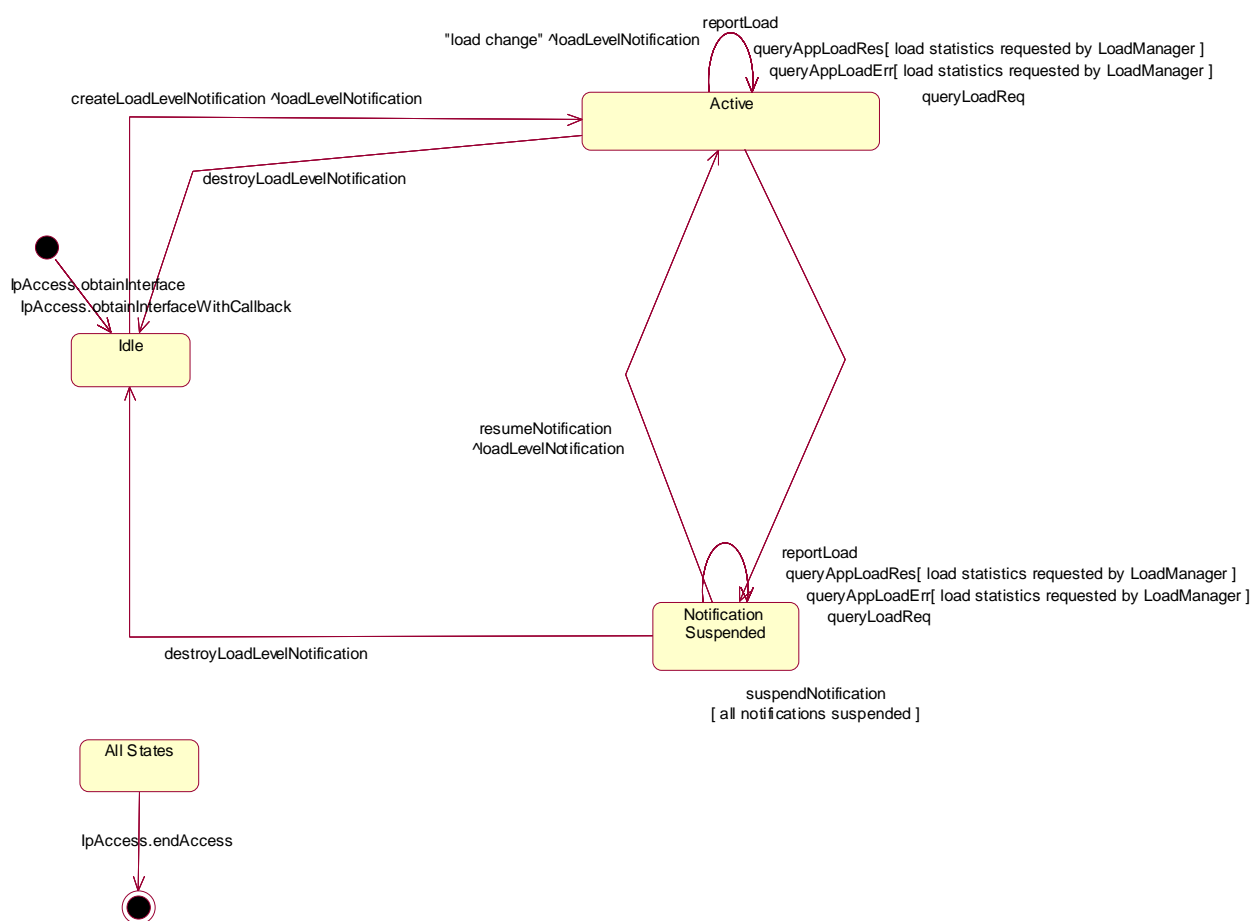 reportLoad
"load change" ^loadLevelNotification
queryAppLoadRes[ load statistics requested by LoadManager ]
queryAppLoadErr[ load statistics requested by LoadManager ]
queryLoadReq
createLoadLevelNotification ^loadLevelNotification
Active
destroyLoadLevelNotification
IpAccess.obtainInterface
IpAccess.obtainInterfaceWithCallback
Idle
resumeNotification
^loadLevelNotification
reportLoad
queryAppLoadRes[ load statistics requested by LoadManager ]
queryAppLoadErr[ load statistics requested by LoadManager ]
queryLoadReq
Notification
Suspended
destroyLoadLevelNotification
suspendNotification
[ all notifications suspended ]
All States
IpAccess.endAccess